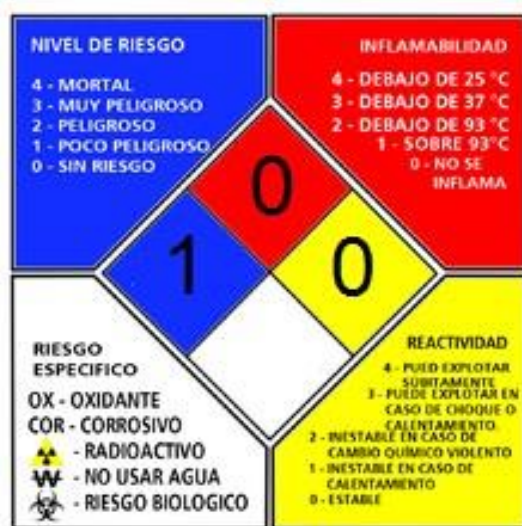 NIVEL DE RIESGO
4 - MORTAL
3 - MUY PELIGROSO
2 - PELIGROSO
1 - POCO PELIGROSO
0 - SIN RIESGO
INFLAMABILIDAD
4 - DEBAJO DE 25 °C
3 - DEBAJO DE 37 °C
2 - DEBAJO DE 93 °C
1 - SOBRE 93°C
0 - NO SE
INFLAMA
0
1
0
RIESGO
ESPECIFICO
OX - OXIDANTE
COR - CORROSIVO
- RADIOACTIVO
W - NO USAR AGUA
- RIESGO BIOLOGICO
REACTIVIDAD
4 - PUED EXPLOTAR
SÚBITAMENTE
3 - PUEDE EXPLOTAR EN
CASO DE CHOQUE O
CALENTAMIENTO.
2 - INESTABLE EN CASO DE
CAMBIO QUÍMICO VIOLENTO
1 - INESTABLE EN CASO DE
CALENTAMIENTO
0 - ESTABLE